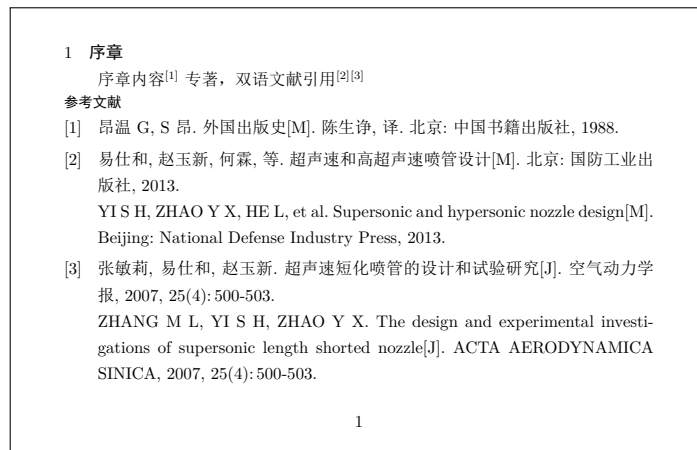 1 序章
序章内容[1] 专著，双语文献引用[2][3]
参考文献
[1] 昂温 G, S 昂. 外国出版史[M]. 陈生诤, 译. 北京: 中国书籍出版社, 1988.
[2] 易仕和, 赵玉新, 何霖, 等. 超声速和高超声速喷管设计[M]. 北京: 国防工业出
版社, 2013.
YI S H, ZHAO Y X, HE L, et al. Supersonic and hypersonic nozzle design[M].
Beijing: National Defense Industry Press, 2013.
[3] 张敏莉, 易仕和, 赵玉新. 超声速短化喷管的设计和试验研究[J]. 空气动力学
报, 2007, 25(4): 500-503.
ZHANG M L, YI S H, ZHAO Y X. The design and experimental investi-
gations of supersonic length shorted nozzle[J]. ACTA AERODYNAMICA
SINICA, 2007, 25(4): 500-503.
1